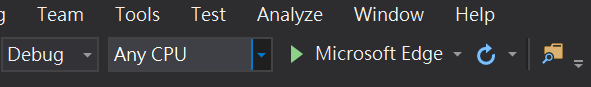 Team Tools Test Analyze Window Help
Debug Any CPU Microsoft Edge